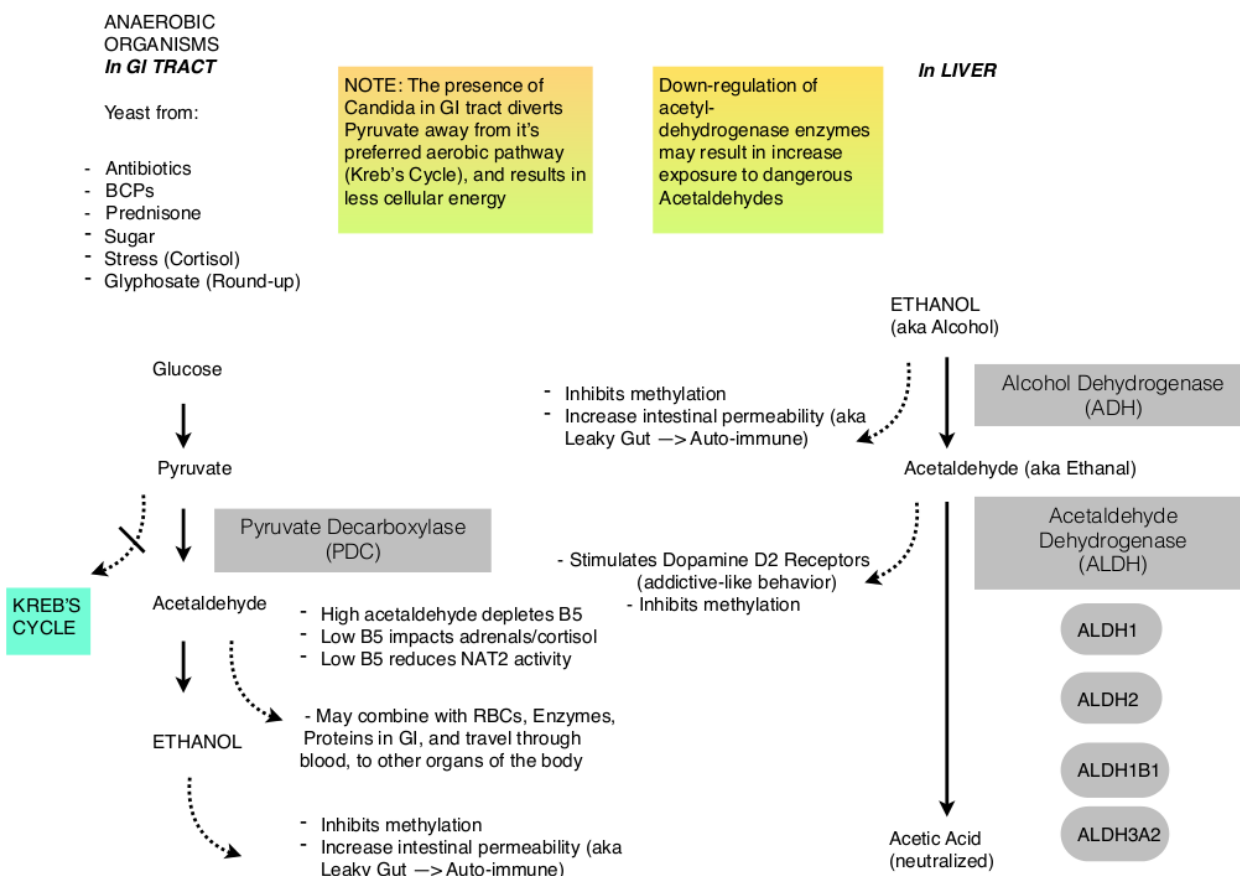 ANAEROBIC
ORGANISMS
In GI TRACT
Yeast from:
- Antibiotics
- BCPs
- Prednisone
- Sugar
- Stress (Cortisol)
- Glyphosate (Round-up)
NOTE: The presence of
Candida in GI tract diverts
Pyruvate away from it's
preferred aerobic pathway
(Kreb's Cycle), and results in
less cellular energy
Down-regulation of
acetyl-
dehydrogenase enzymes
may result in increase
exposure to dangerous
Acetaldehydes
In LIVER
Glucose
Pyruvate
Pyruvate Decarboxylase
(PDC)
KREB'S
CYCLE
Acetaldehyde
- High acetaldehyde depletes B5
- Low B5 impacts adrenals/cortisol
- Low B5 reduces NAT2 activity
- May combine with RBCs, Enzymes,
Proteins in GI, and travel through
blood, to other organs of the body
ETHANOL
- Inhibits methylation
- Increase intestinal permeability (aka
Leaky Gut —> Auto-immune)
ETHANOL
(aka Alcohol)
Alcohol Dehydrogenase
(ADH)
- Inhibits methylation
- Increase intestinal permeability (aka
Leaky Gut —> Auto-immune)
Acetaldehyde (aka Ethanal)
Acetaldehyde
Dehydrogenase
(ALDH)
- Stimulates Dopamine D2 Receptors
(addictive-like behavior)
- Inhibits methylation
ALDH1
ALDH2
ALDH1B1
ALDH3A2
Acetic Acid
(neutralized)